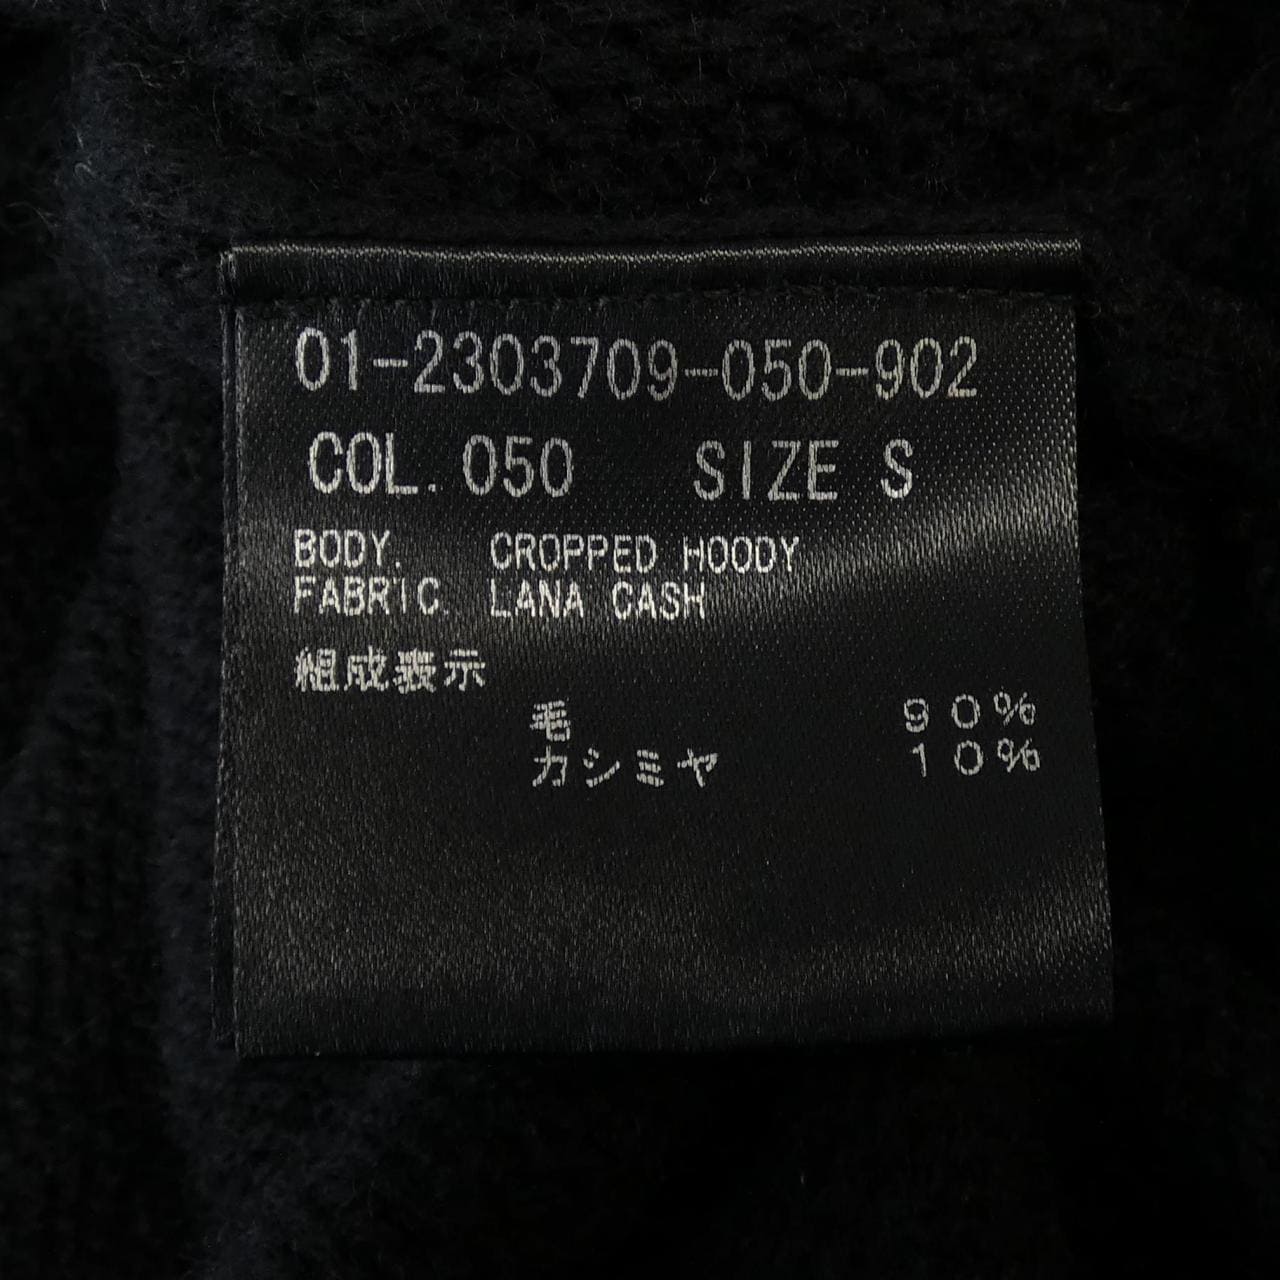 01-2303709-050-902
COL. 050 SIZE S
BODY. CROPPED HOODY
FABRIC. LANA CASH
組成表示
毛 90%
カシミヤ 10%